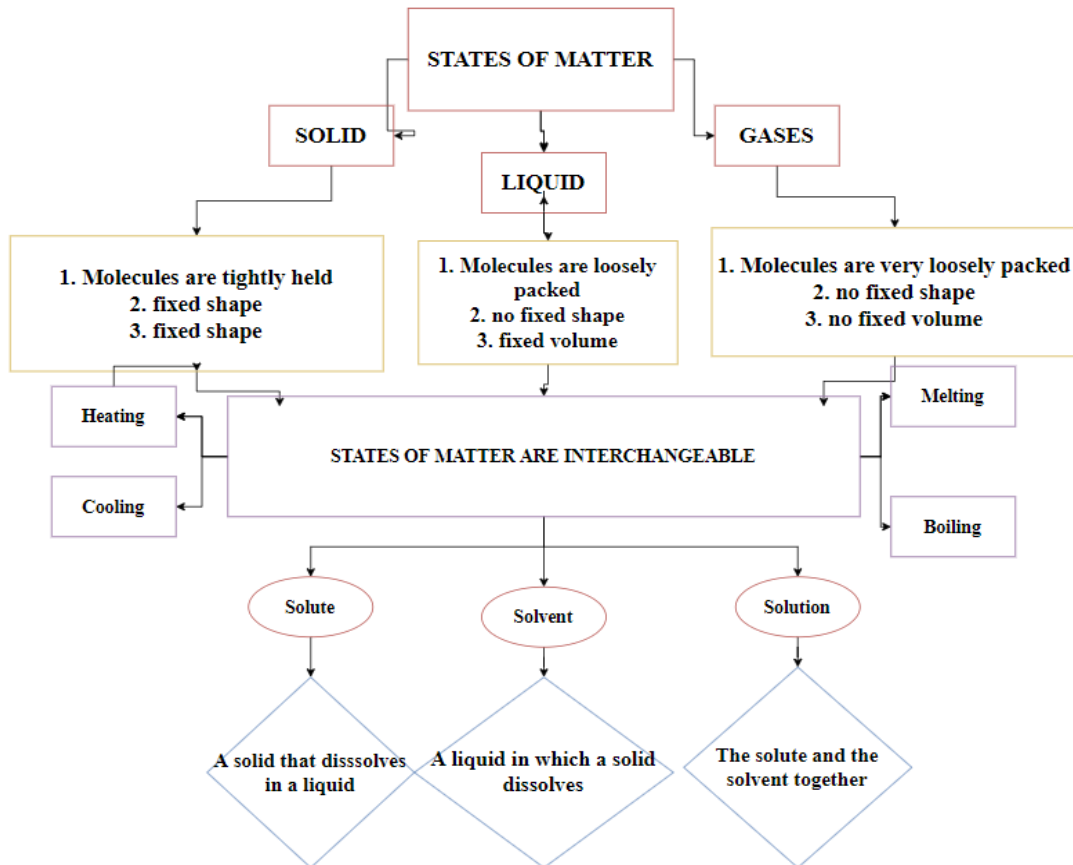 STATES OF MATTER
SOLID
LIQUID
GASES
1. Molecules are tightly held
2. fixed shape
3. fixed shape
1. Molecules are loosely
packed
2. no fixed shape
3. fixed volume
1. Molecules are very loosely packed
2. no fixed shape
3. no fixed volume
Heating
Cooling
STATES OF MATTER ARE INTERCHANGEABLE
Melting
Boiling
Solute
Solvent
Solution
A solid that disssolves
in a liquid
A liquid in which a solid
dissolves
The solute and the
solvent together